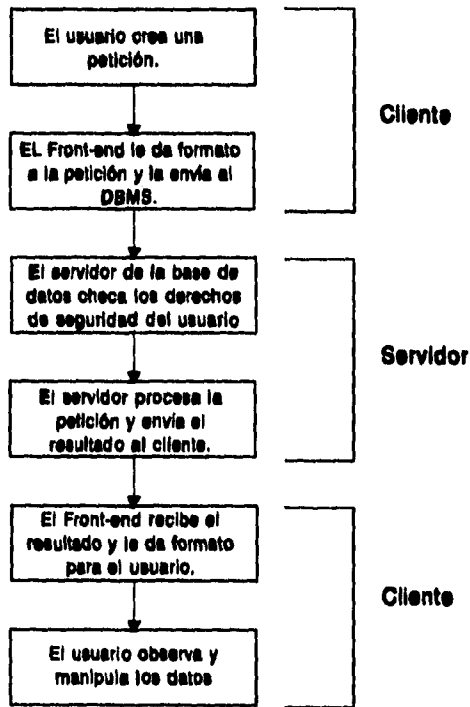 El usuario crea una
petición.
Cliente
EL Front-end le da formato
a la petición y la envía al
DBMS.
El servidor de la base de
datos checa los derechos
de seguridad del usuario
Servidor
El servidor procesa la
petición y envía el
resultado al cliente.
El Front-end recibe el
resultado y le da formato
para el usuario.
Cliente
El usuario observa y
manipula los datos